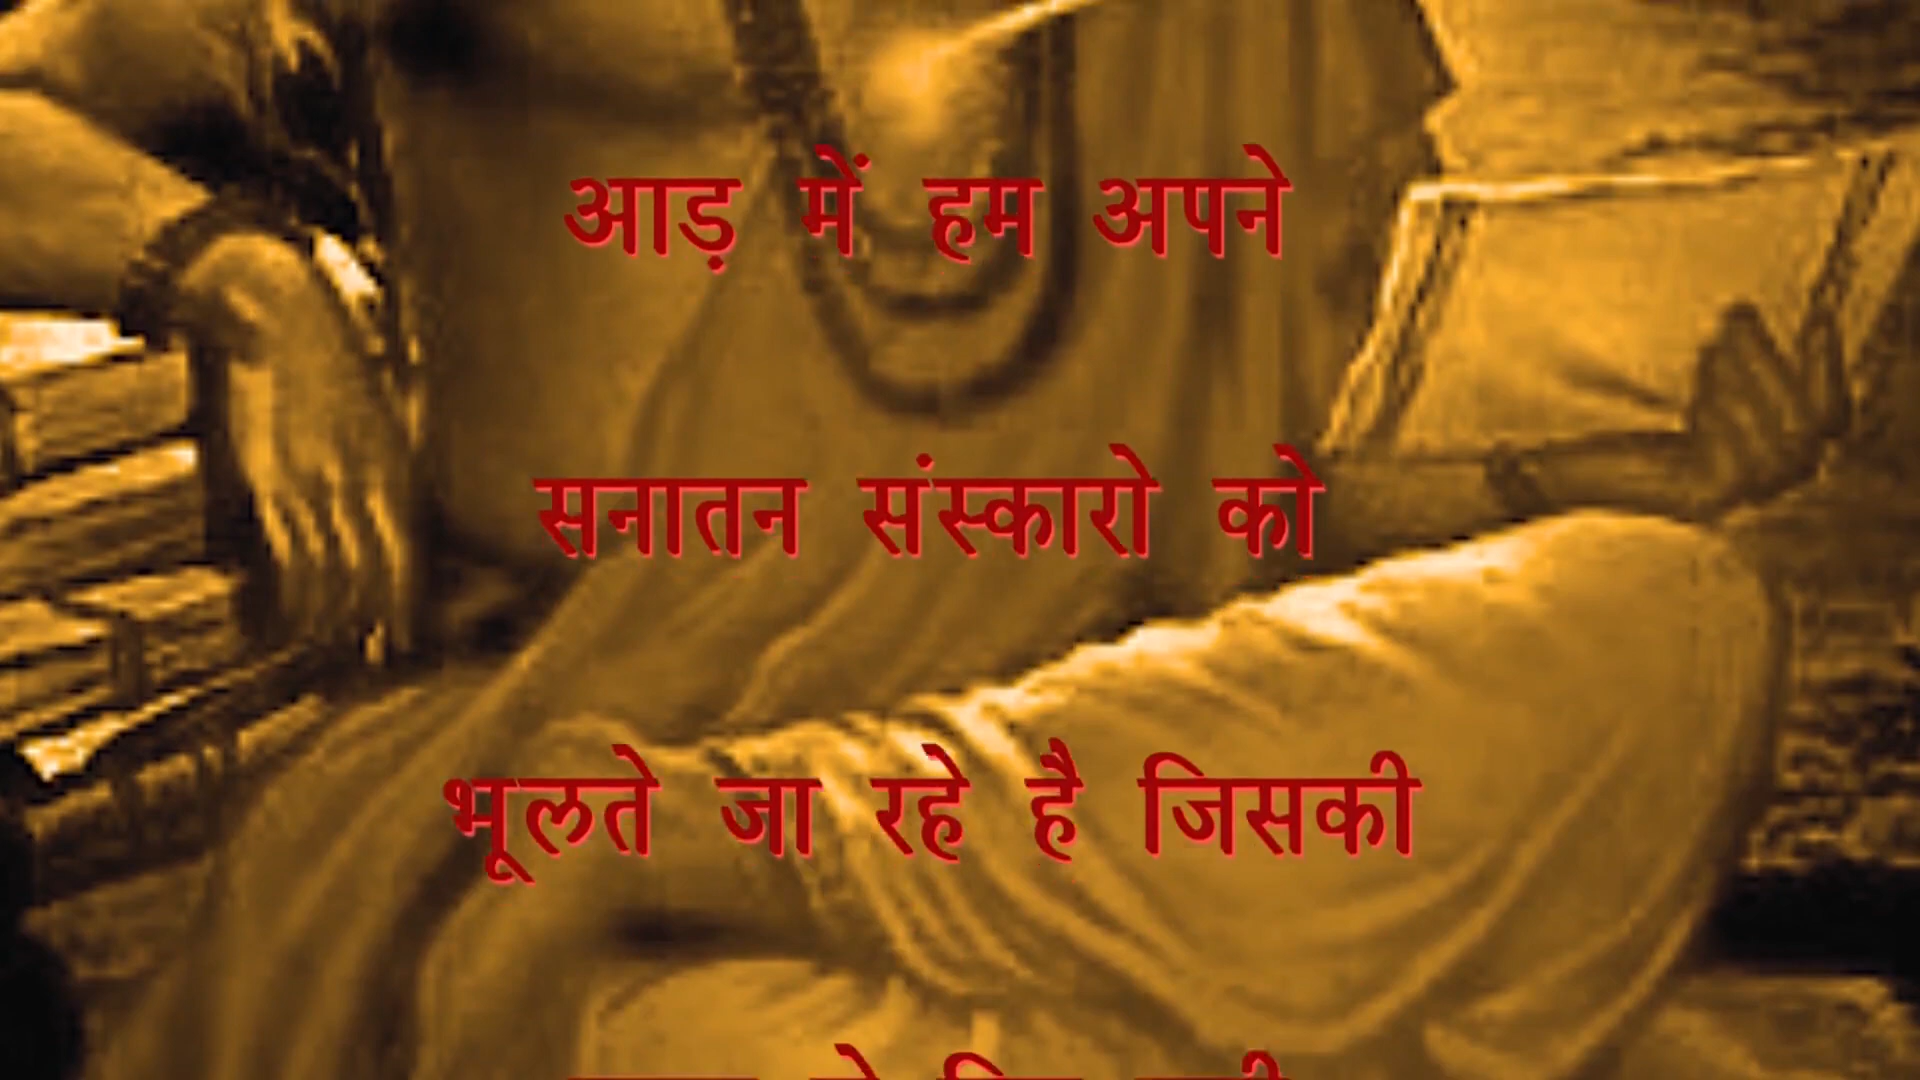 आड़ में हम अपने
सनातन संस्कारो को
भूलते जा रहे है जिसकी